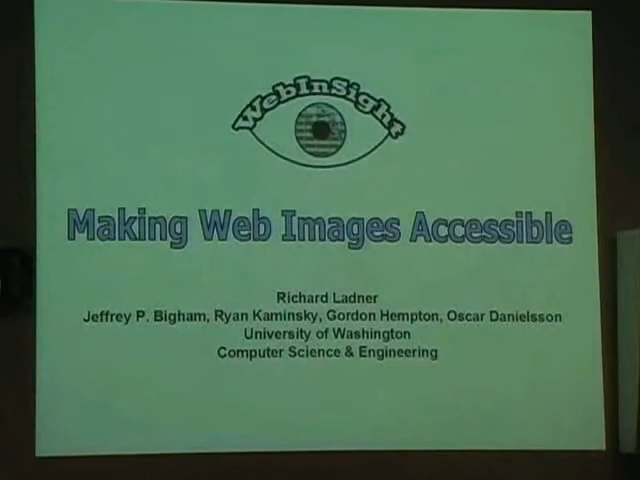 WebInSight
Making Web Images Accessible
Richard Ladner
Jeffrey P. Bigham, Ryan Kaminsky, Gordon Hempton, Oscar Danielsson
University of Washington
Computer Science & Engineering